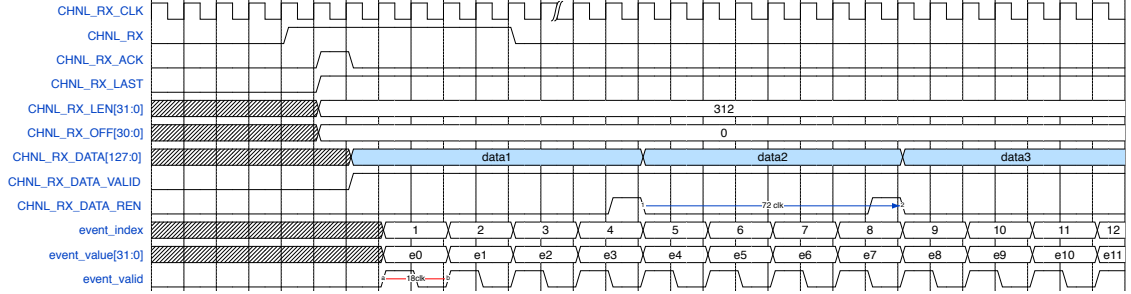 CHNL_RX_CLK
CHNL_RX
CHNL_RX_ACK
CHNL_RX_LAST
CHNL_RX_LEN[31:0] 312
CHNL_RX_OFF[30:0] 0
CHNL_RX_DATA[127:0] data1 data2 data3
CHNL_RX_DATA_VALID
CHNL_RX_DATA_REN 1 72 clk 2
event_index 1 2 3 4 5 6 7 8 9 10 11 12
event_value[31:0] e0 e1 e2 e3 e4 e5 e6 e7 e8 e9 e10 e11
event_valid a 18clk b